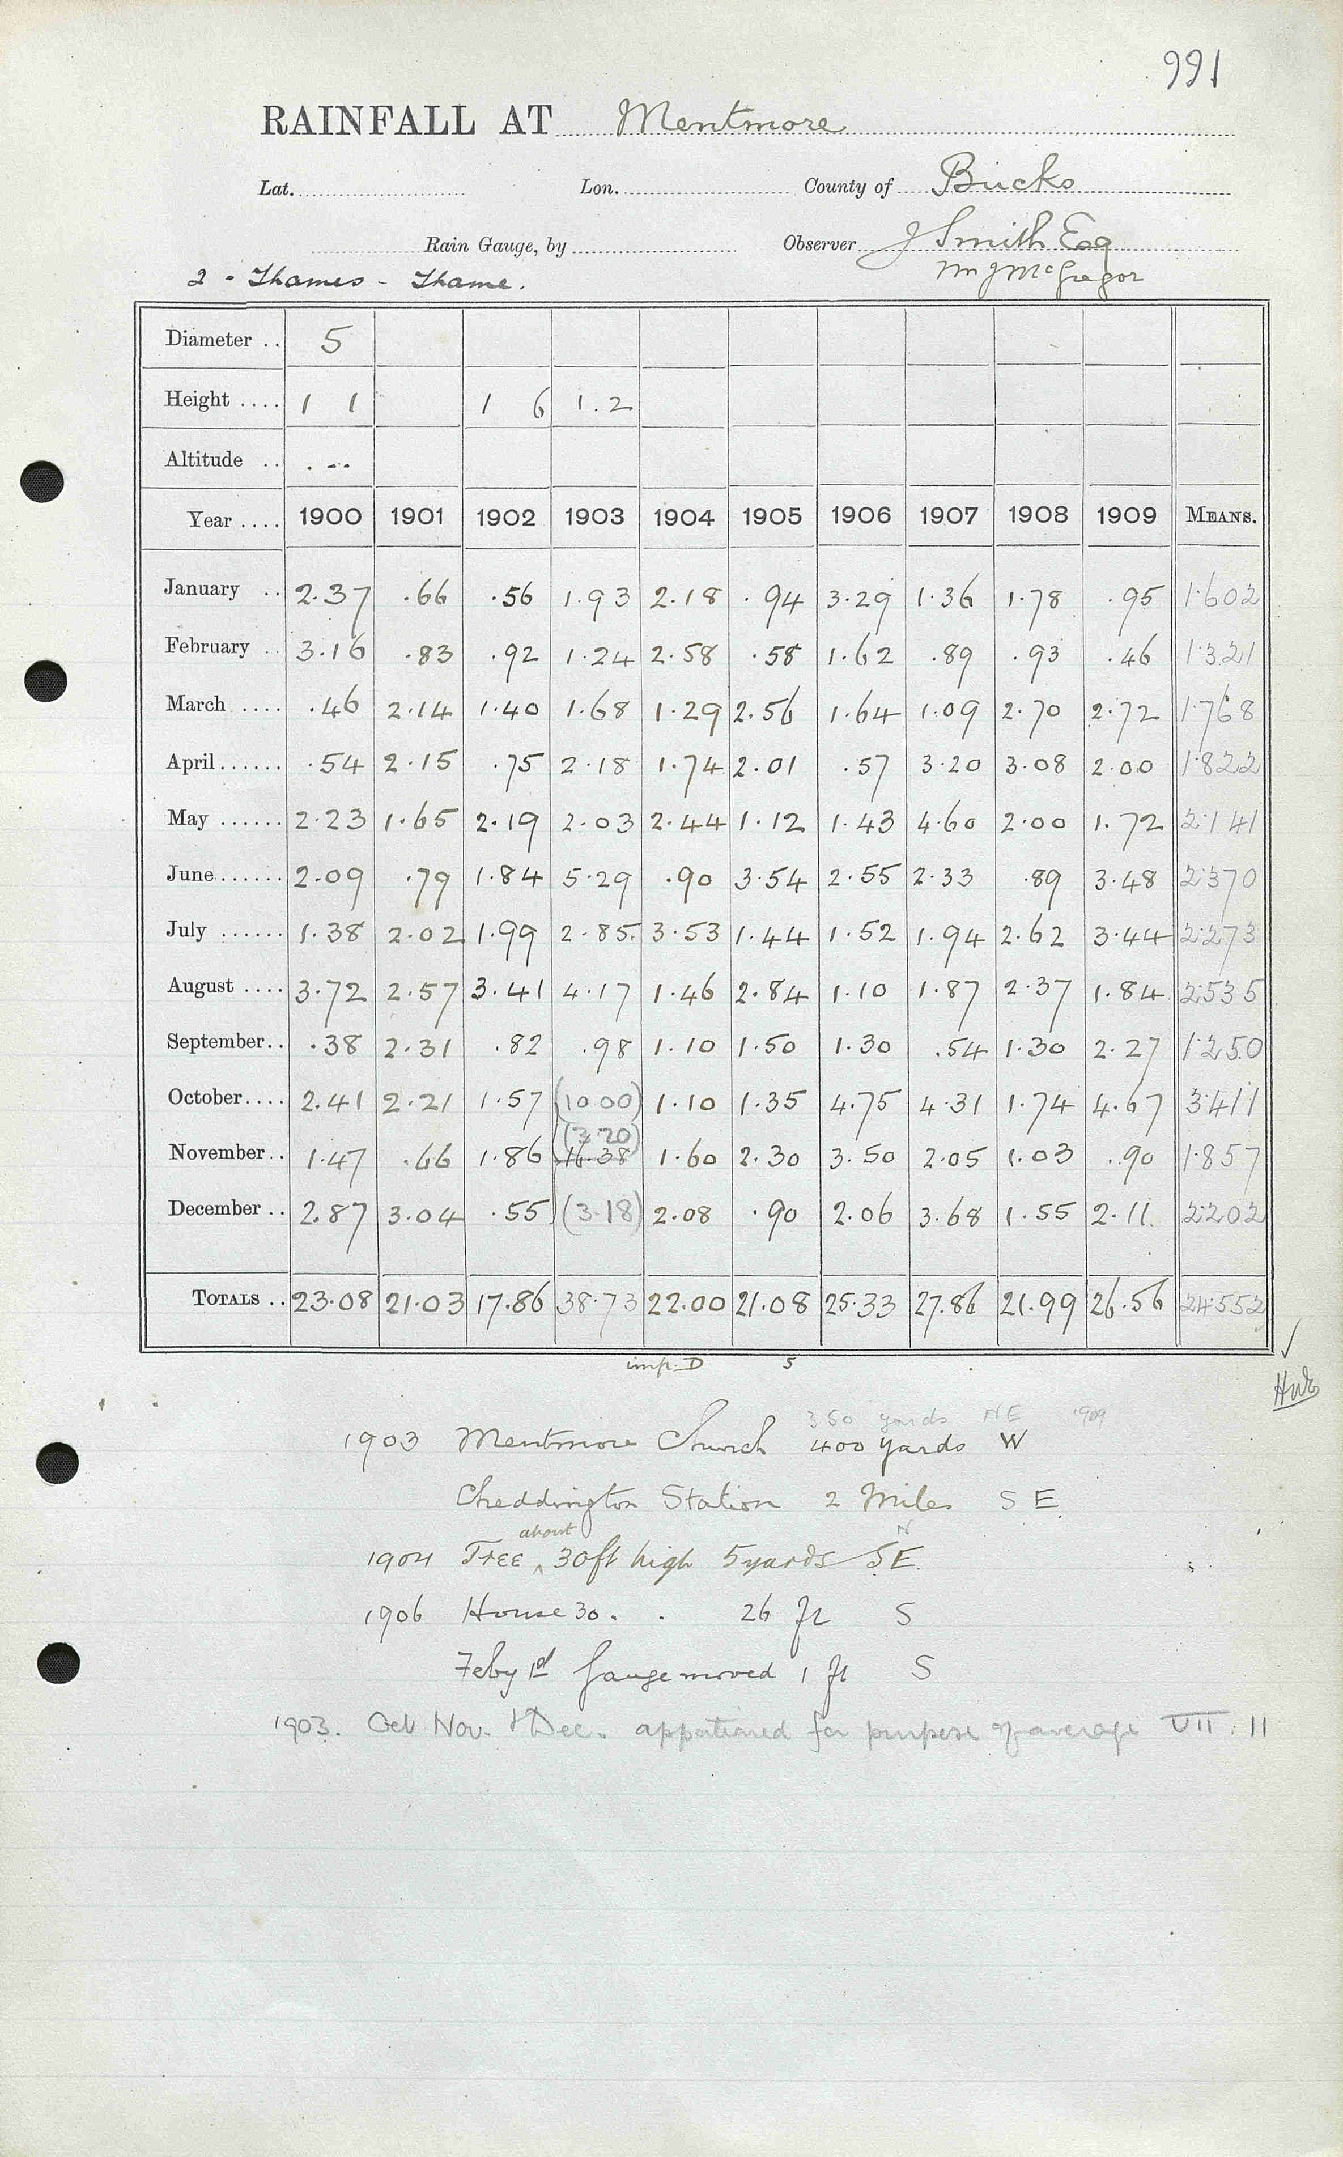 991
RAINFALL AT Mentmore
Lat. Lon. County of Bucks
Rain Gauge, by Observer J Smith Esq
2 - Thames - Thame. Wm J McGregor
Diameter .. 5
Height .... 1 1 1 6 1.2
Altitude .. . --
Year .... 1900 1901 1902 1903 1904 1905 1906 1907 1908 1909 MEANS.
January .. 2.37 .66 .56 1.93 2.18 .94 3.29 1.36 1.78 .95 1.602
February .. 3.16 .83 .92 1.24 2.58 .58 1.62 .89 .93 .46 1.321
March .... .46 2.14 1.40 1.68 1.29 2.56 1.64 1.09 2.70 2.72 1.768
April ...... .54 2.15 .75 2.18 1.74 2.01 .57 3.20 3.08 2.00 1.822
May ...... 2.23 1.65 2.19 2.03 2.44 1.12 1.43 4.60 2.00 1.72 2.141
June ...... 2.09 .79 1.84 5.29 .90 3.54 2.55 2.33 .89 3.48 2.370
July ...... 1.38 2.02 1.99 2.85 3.53 1.44 1.52 1.94 2.62 3.44 2.273
August .... 3.72 2.57 3.41 4.17 1.46 2.84 1.10 1.87 2.37 1.84 2.535
September .. .38 2.31 .82 .98 1.10 1.50 1.30 .54 1.30 2.27 1.250
October .... 2.41 2.21 1.57 (10.00) 1.10 1.35 4.75 4.31 1.74 4.67 3.411
(3.20)
November .. 1.47 .66 1.86 16.38 1.60 2.30 3.50 2.05 1.03 .90 1.857
December .. 2.87 3.04 .55 (3.18) 2.08 .90 2.06 3.68 1.55 2.11 2.202
TOTALS .. 23.08 21.03 17.86 38.73 22.00 21.08 25.33 27.86 21.99 26.56 24.552
imp. D 5
350 yards NE 1909
1903 Mentmore Church 400 yards W
Cheddington Station 2 Miles S E
about N
1904 Tree 30ft high 5 yards S E.
1906 House 30 . . 26 ft S
Feby 1st Gauge moved 1 ft S
1903. Oct Nov. & Dec. apportioned for purpose of average VII. 11